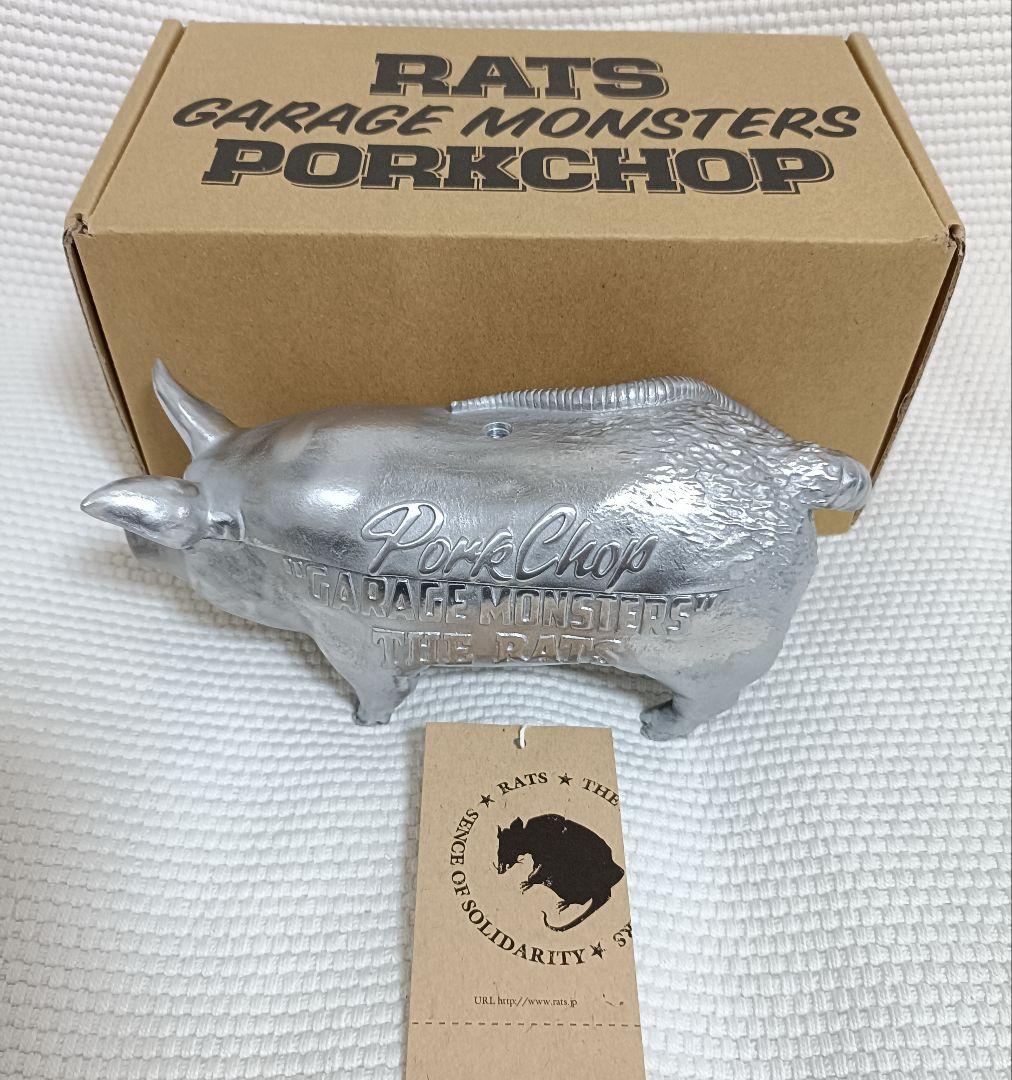 RATS
GARAGE MONSTERS
PORKCHOP
PorkChop
"GARAGE MONSTERS"
THE RATS
★ RATS ★ THE
SENCE OF SOLIDARITY ★
URL http://www.rats.jp